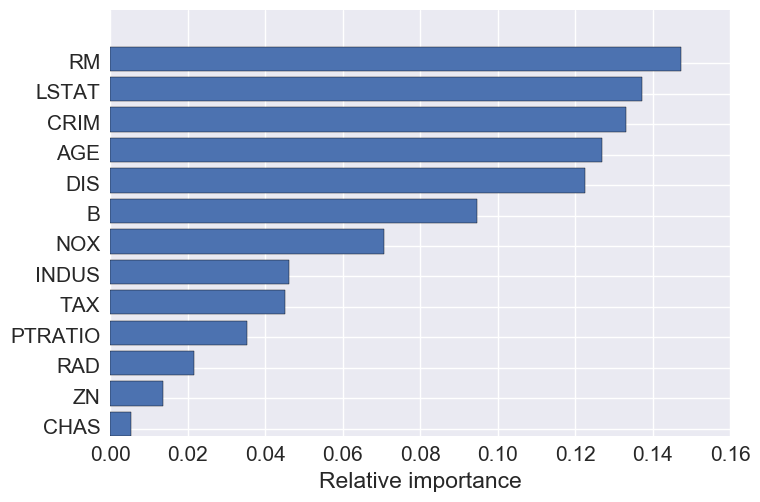 RM
LSTAT
CRIM
AGE
DIS
B
NOX
INDUS
TAX
PTRATIO
RAD
ZN
CHAS
0.00 0.02 0.04 0.06 0.08 0.10 0.12 0.14 0.16
Relative importance